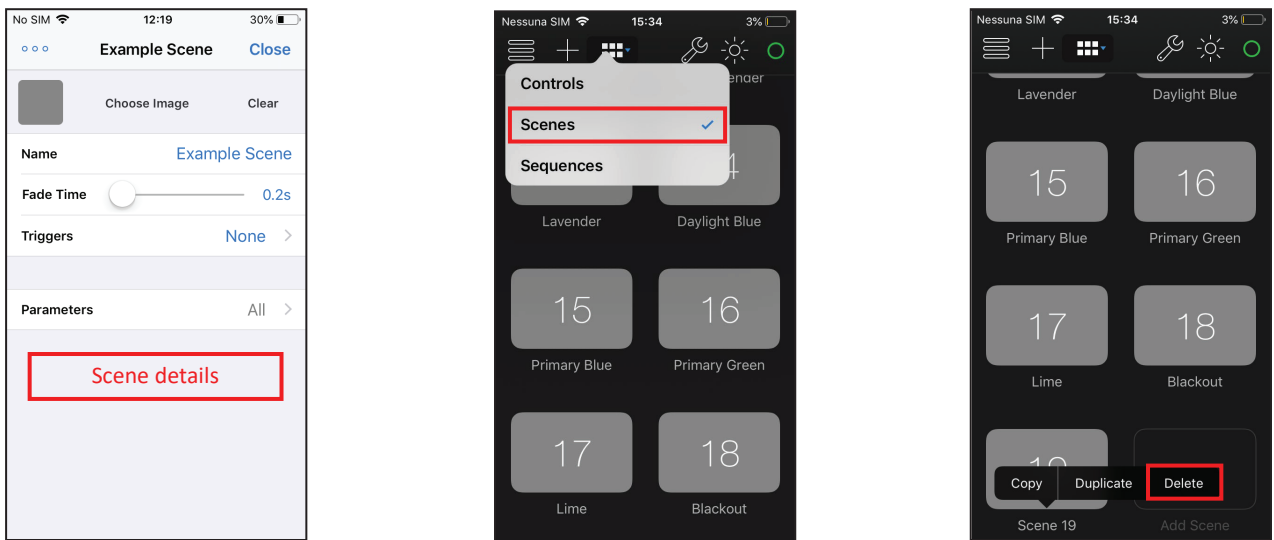 No SIM 12:19 30%
Example Scene Close
Choose Image Clear
Name Example Scene
Fade Time 0.2s
Triggers None
Parameters All
Scene details
Nessuna SIM 15:34 3%
Controls
Scenes
Sequences
Lavender Daylight Blue
15 16
Primary Blue Primary Green
17 18
Lime Blackout
Nessuna SIM 15:34 3%
Lavender Daylight Blue
15 16
Primary Blue Primary Green
17 18
Lime Blackout
Copy Duplicate Delete
Scene 19 Add Scene